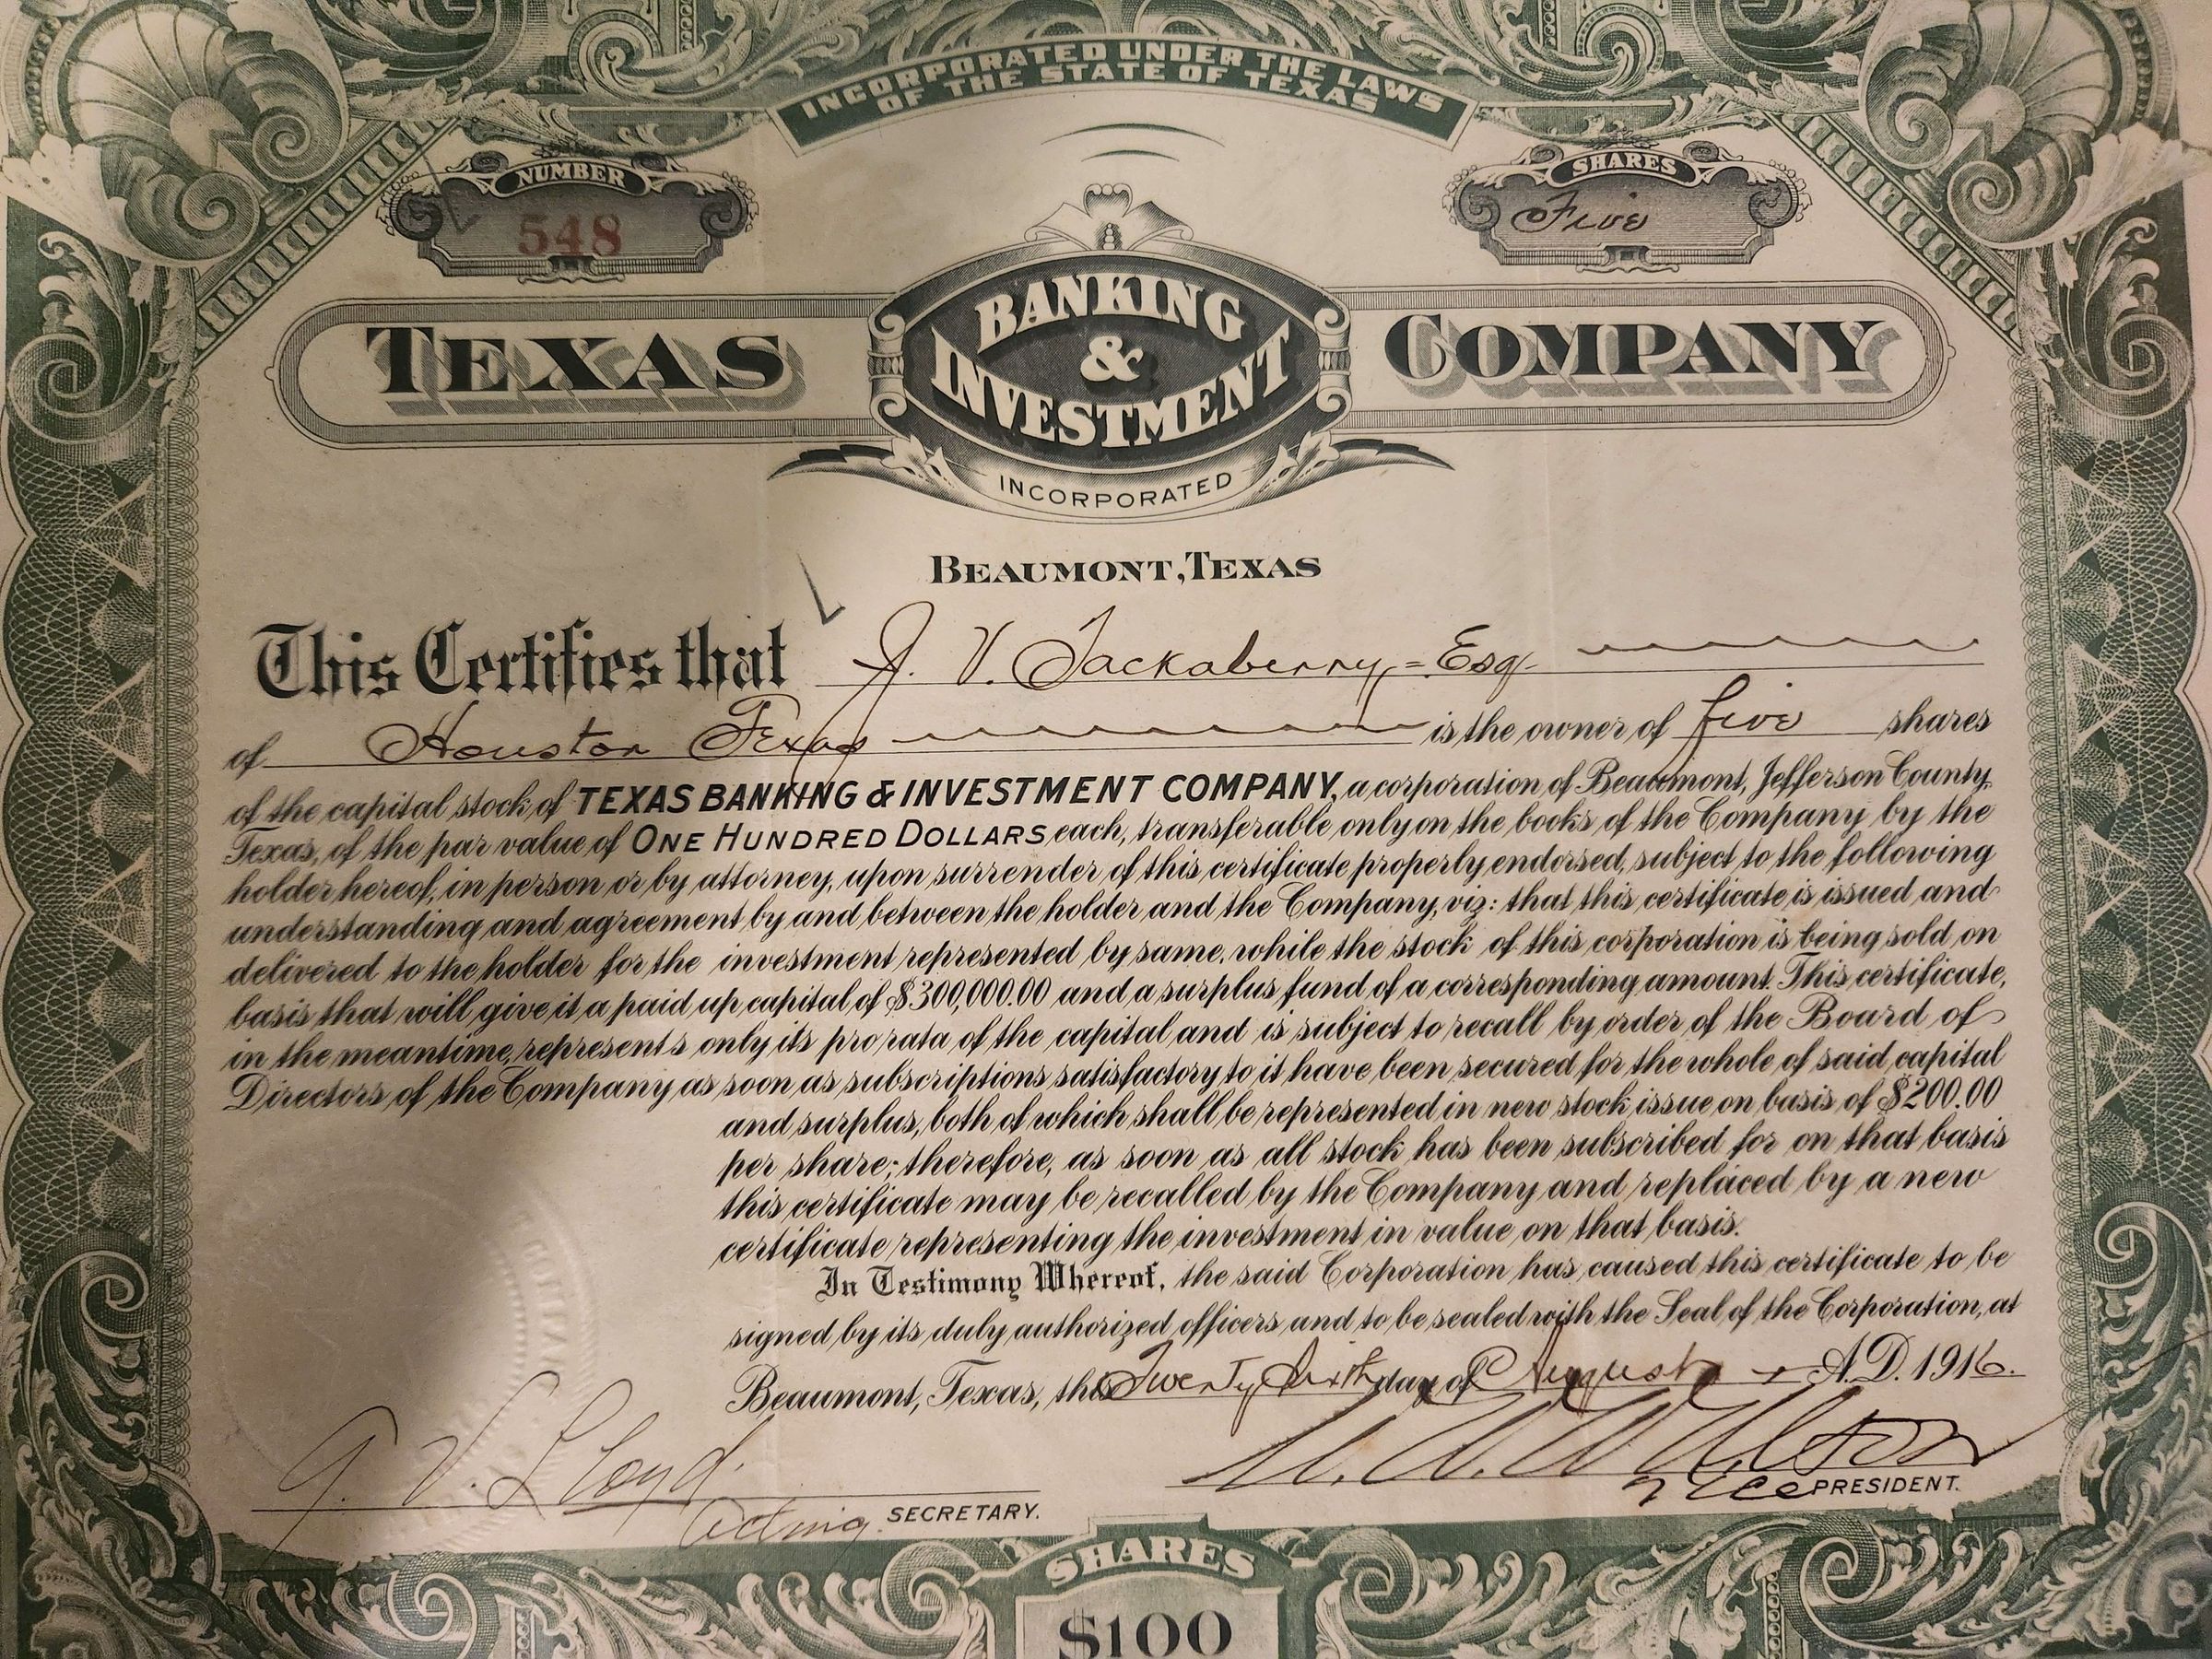 INCORPORATED UNDER THE LAWS
OF THE STATE OF TEXAS
NUMBER
548
SHARES
Five
TEXAS BANKING & INVESTMENT COMPANY
INCORPORATED
BEAUMONT, TEXAS
This Certifies that J. V. Tackaberry = Esq
of Houston Texas is the owner of five shares
of the capital stock of TEXAS BANKING & INVESTMENT COMPANY, a corporation of Beaumont, Jefferson County,
Texas, of the par value of ONE HUNDRED DOLLARS each, transferable only on the books of the Company by the
holder hereof, in person or by attorney, upon surrender of this certificate properly endorsed, subject to the following
understanding and agreement by and between the holder and the Company, viz: that this certificate is issued and
delivered to the holder for the investment represented by same, while the stock of this corporation is being sold on
basis that will give it a paid up capital of $300,000.00 and a surplus fund of a corresponding amount. This certificate,
in the meantime, represents only its pro rata of the capital and is subject to recall by order of the Board of
Directors of the Company as soon as subscriptions satisfactory to it have been secured for the whole of said capital
and surplus, both of which shall be represented in new stock issue on basis of $200.00
per share; therefore, as soon as all stock has been subscribed for on that basis
this certificate may be recalled by the Company and replaced by a new
certificate representing the investment in value on that basis.
In Testimony Whereof, the said Corporation has caused this certificate to be
signed by its duly authorized officers and to be sealed with the Seal of the Corporation, at
Beaumont, Texas, this Twenty Sixth day of August A.D. 1916.
J. V. Lloyd
Acting SECRETARY.
Wilson
Vice PRESIDENT.
SHARES
$100